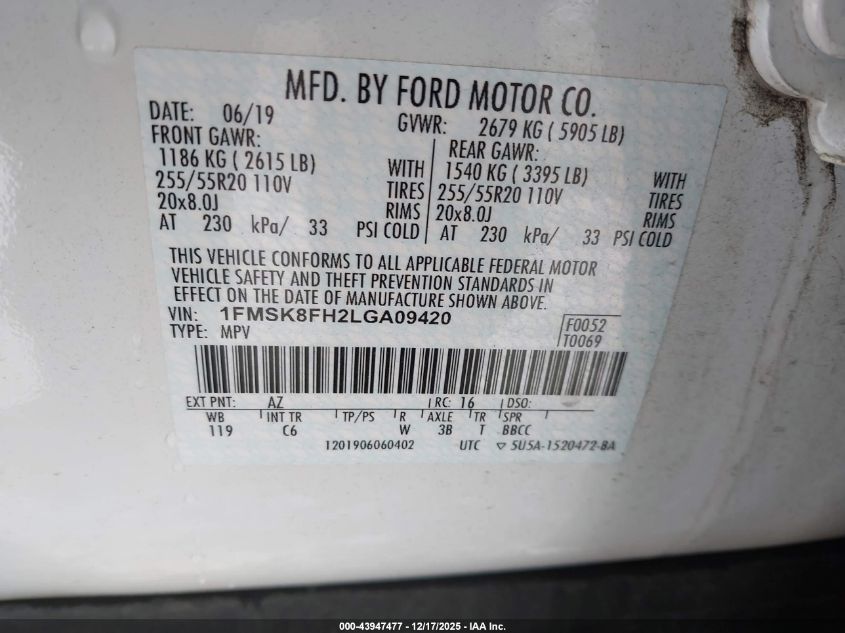 MFD. BY FORD MOTOR CO.
DATE: 06/19 GVWR: 2679 KG ( 5905 LB)
FRONT GAWR: REAR GAWR:
1186 KG ( 2615 LB) WITH 1540 KG ( 3395 LB) WITH
255/55R20 110V TIRES 255/55R20 110V TIRES
20x8.0J RIMS 20x8.0J RIMS
AT 230 kPa/ 33 PSI COLD AT 230 kPa/ 33 PSI COLD
THIS VEHICLE CONFORMS TO ALL APPLICABLE FEDERAL MOTOR
VEHICLE SAFETY AND THEFT PREVENTION STANDARDS IN
EFFECT ON THE DATE OF MANUFACTURE SHOWN ABOVE.
VIN: 1FMSK8FH2LGA09420 F0052
TYPE: MPV T0069
EXT PNT: AZ RC: 16 DSO:
WB INT TR TP/PS R AXLE TR SPR
119 C6 W 3B T BBCC
1201906060402 UTC ▽ 5U5A-1520472-BA
000-43947477 - 12/17/2025 - IAA Inc.